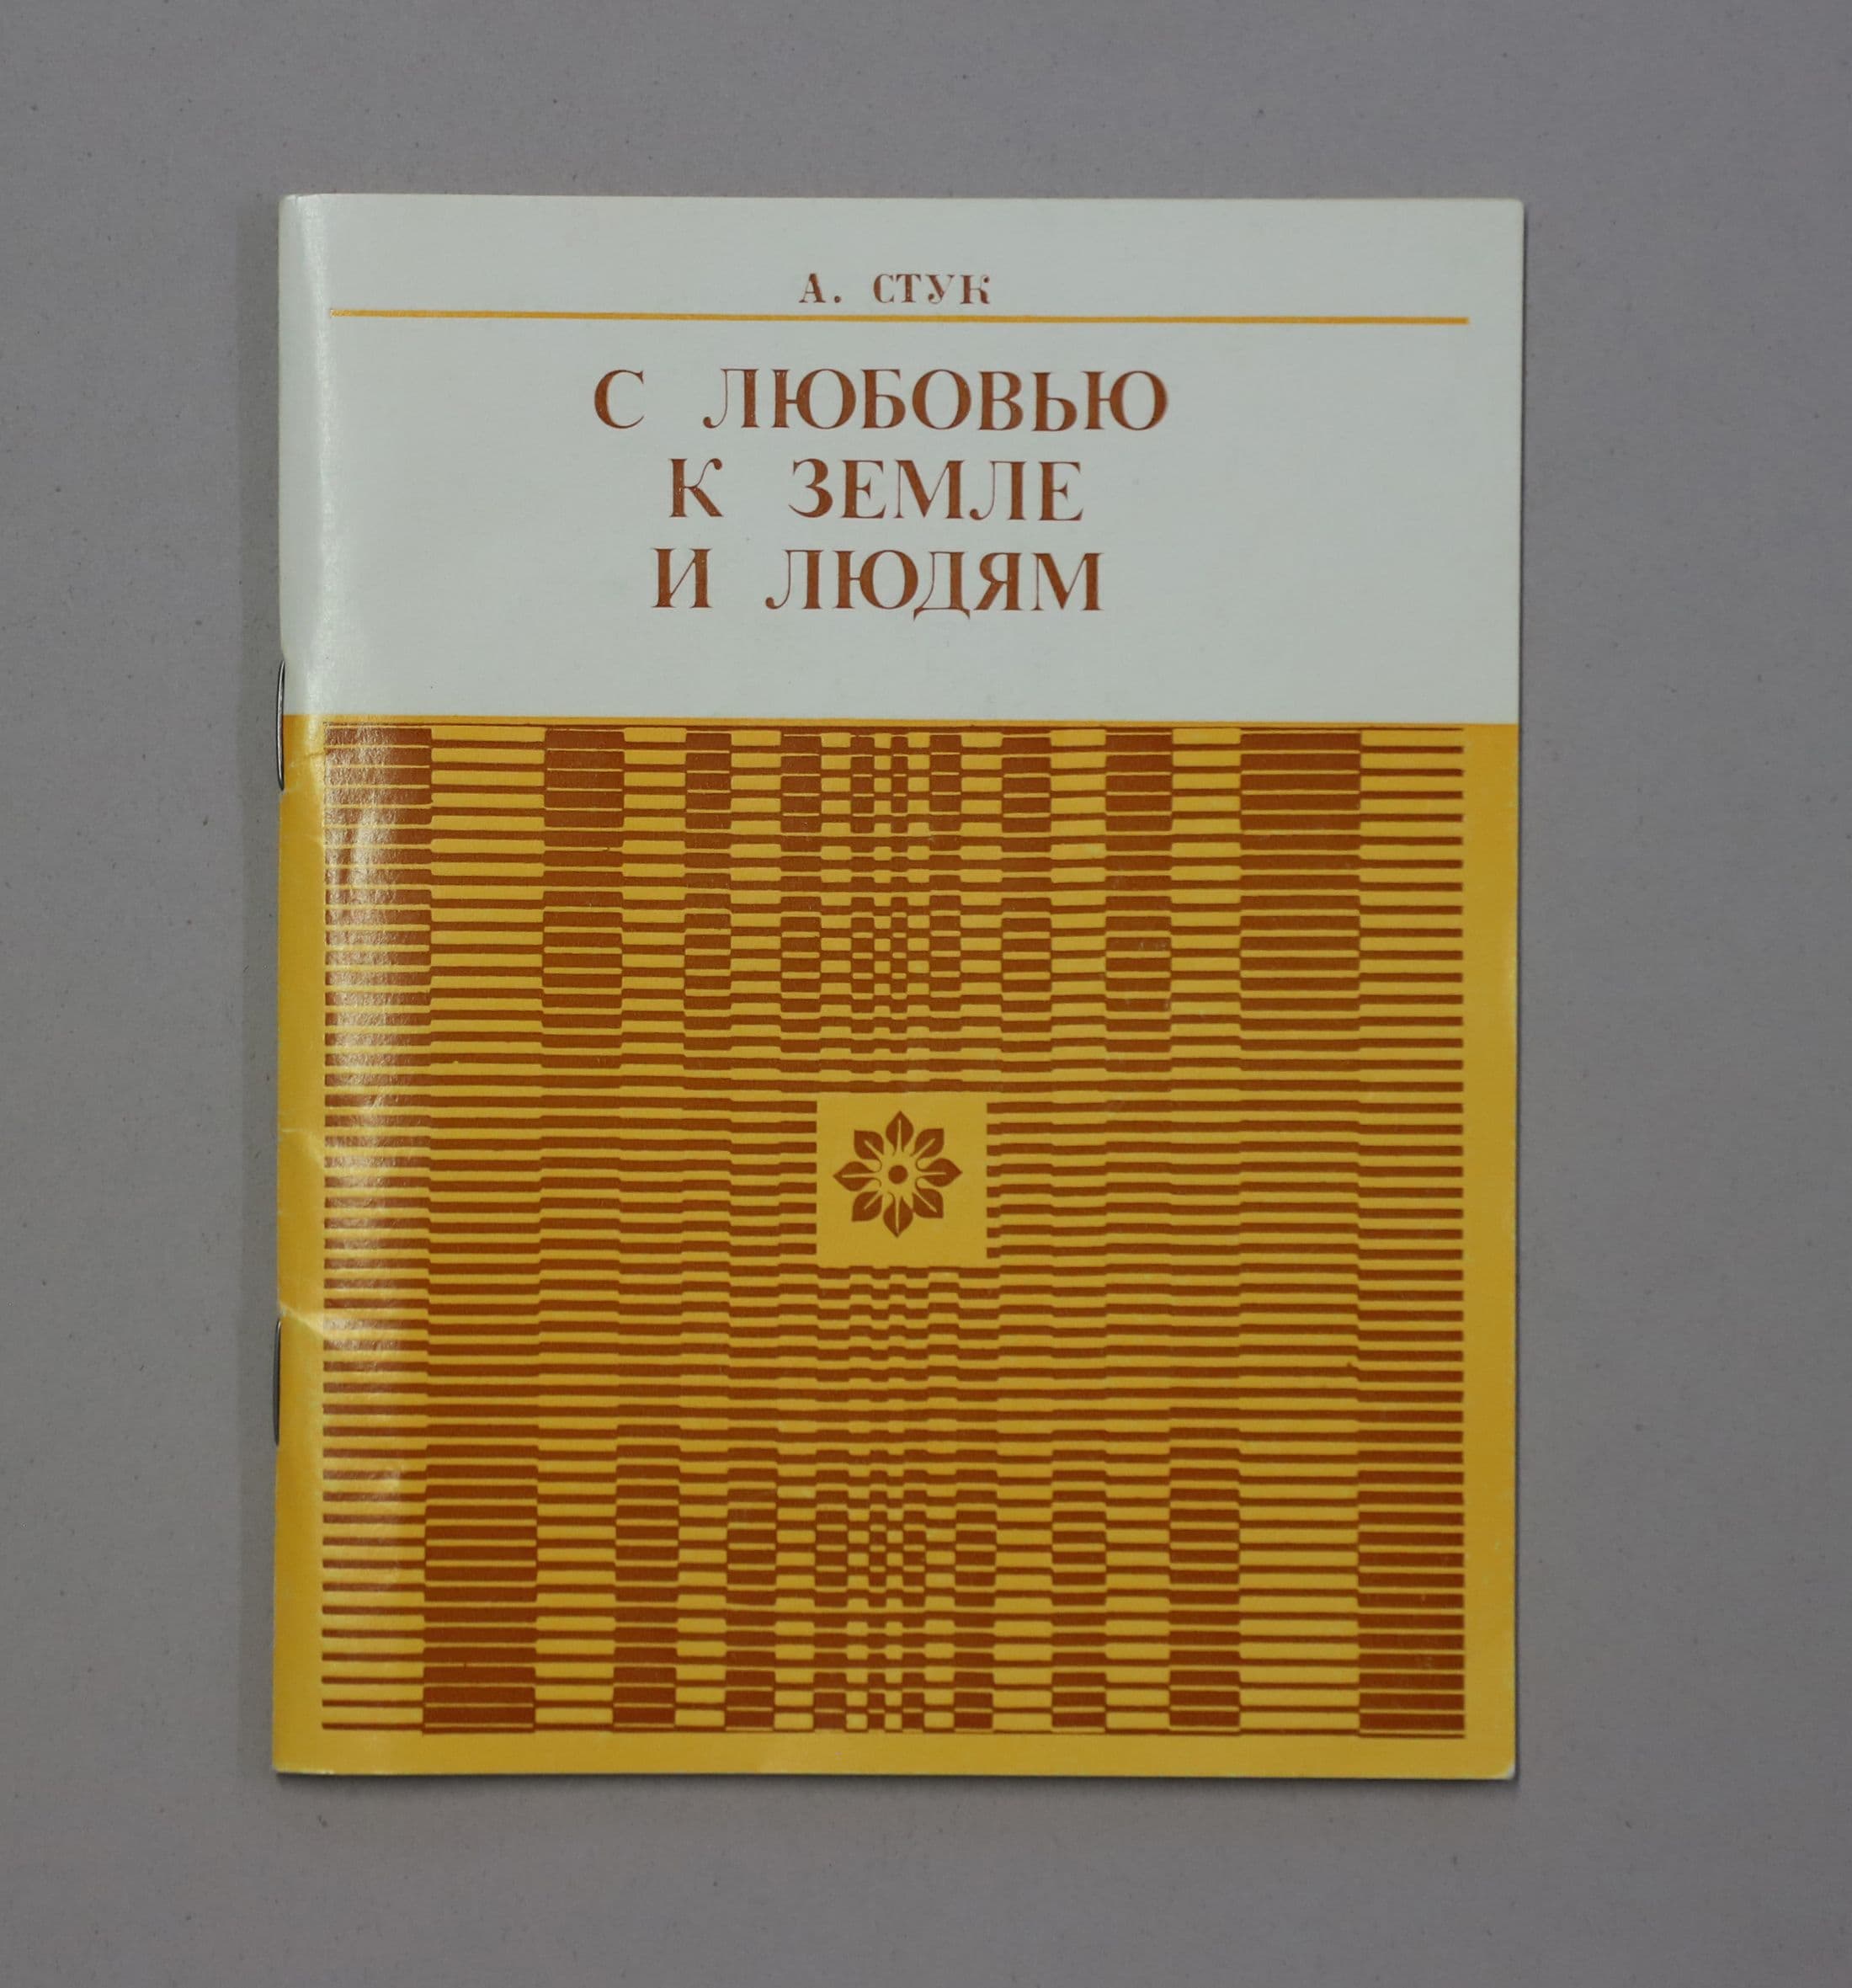 А. СТУК
С ЛЮБОВЬЮ
К ЗЕМЛЕ
И ЛЮДЯМ